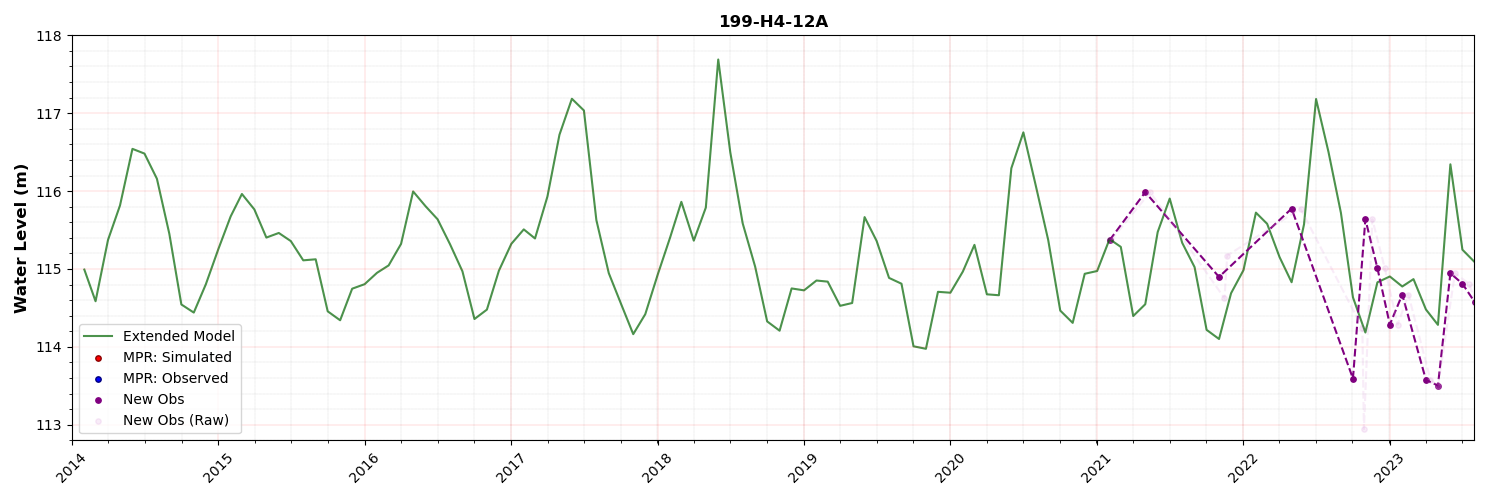 199-H4-12A
Water Level (m)
118
117
116
115
114
113
Extended Model
MPR: Simulated
MPR: Observed
New Obs
New Obs (Raw)
2014
2015
2016
2017
2018
2019
2020
2021
2022
2023